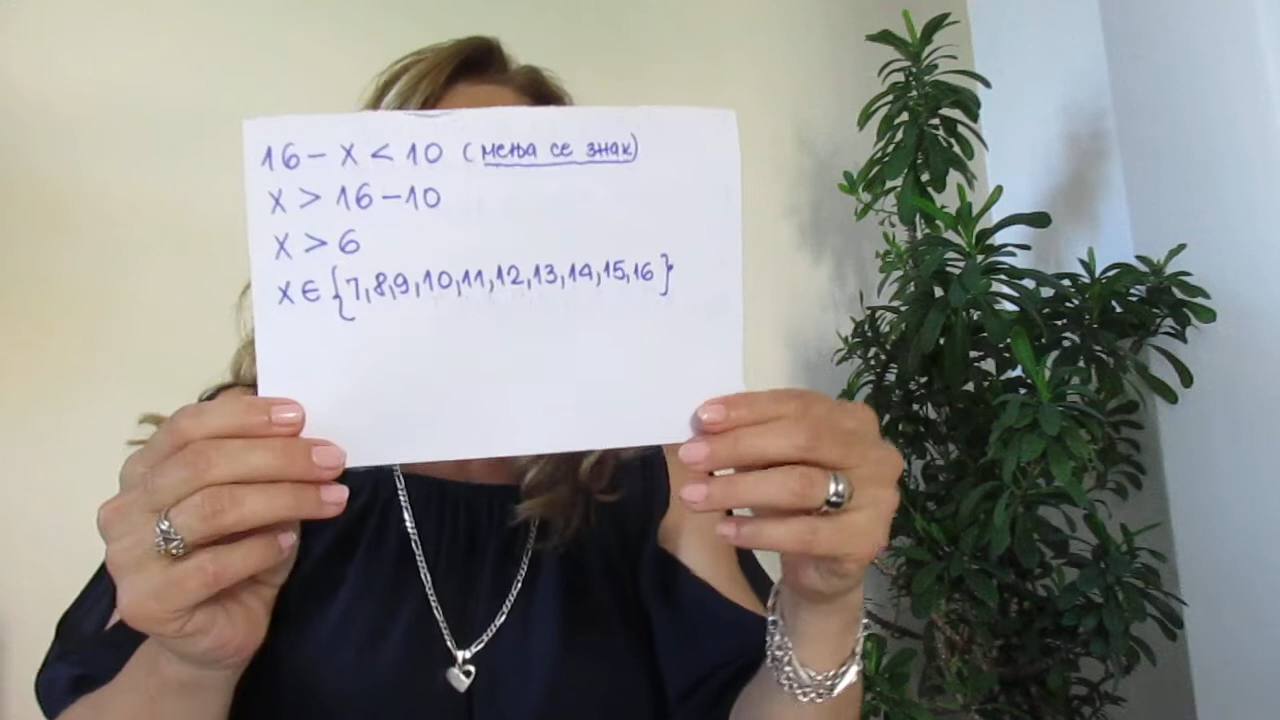 16 - x < 10 (мења се знак)
x > 16 - 10
x > 6
x ∈ {7,8,9,10,11,12,13,14,15,16}